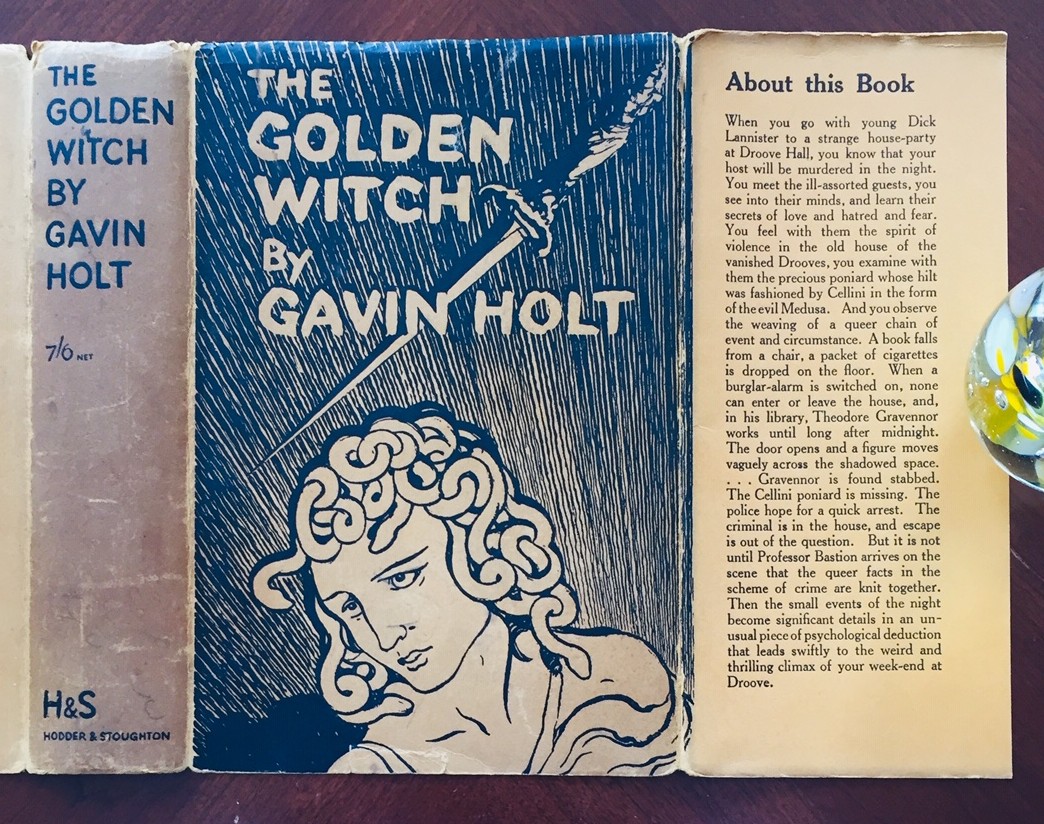 THE
GOLDEN
WITCH
BY
GAVIN
HOLT
7/6 NET
H&S
HODDER & STOUGHTON
THE
GOLDEN
WITCH
By
GAVIN HOLT
About this Book
When you go with young Dick
Lannister to a strange house-party
at Droove Hall, you know that your
host will be murdered in the night.
You meet the ill-assorted guests, you
see into their minds, and learn their
secrets of love and hatred and fear.
You feel with them the spirit of
violence in the old house of the
vanished Drooves, you examine with
them the precious poniard whose hilt
was fashioned by Cellini in the form
of the evil Medusa. And you observe
the weaving of a queer chain of
event and circumstance. A book falls
from a chair, a packet of cigarettes
is dropped on the floor. When a
burglar-alarm is switched on, none
can enter or leave the house, and,
in his library, Theodore Gravennor
works until long after midnight.
The door opens and a figure moves
vaguely across the shadowed space.
. . . Gravennor is found stabbed.
The Cellini poniard is missing. The
police hope for a quick arrest. The
criminal is in the house, and escape
is out of the question. But it is not
until Professor Bastion arrives on the
scene that the queer facts in the
scheme of crime are knit together.
Then the small events of the night
become significant details in an un-
usual piece of psychological deduction
that leads swiftly to the weird and
thrilling climax of your week-end at
Droove.